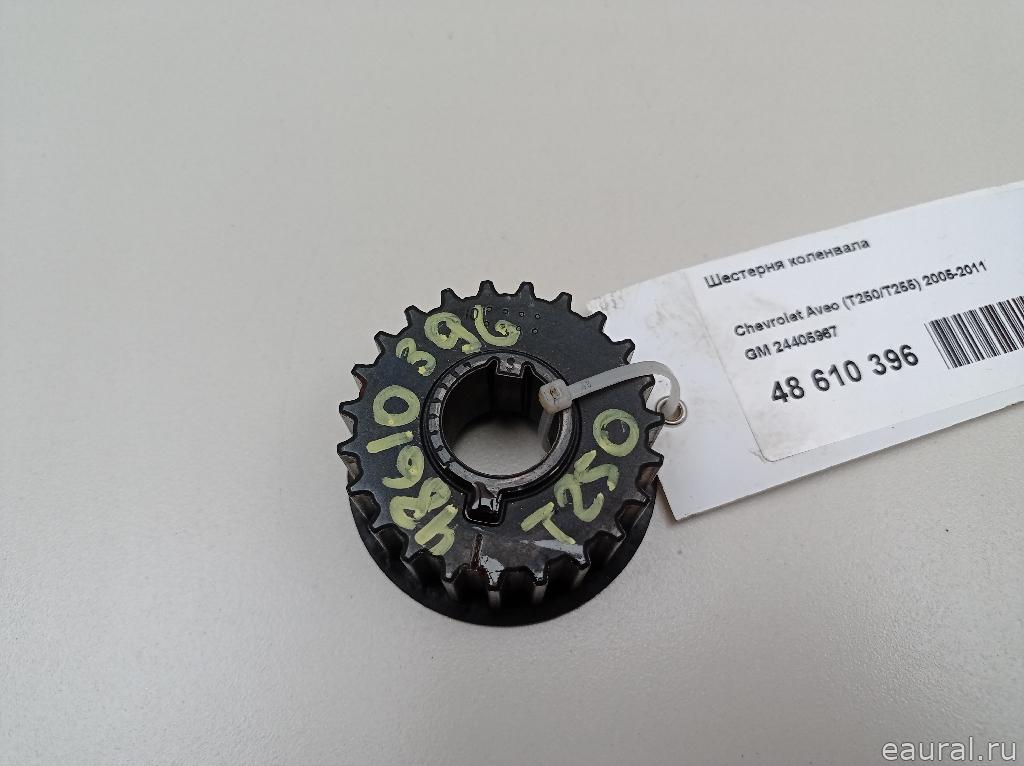 Шестерня коленвала
Chevrolet Aveo (T250/T255) 2005-2011
GM 24405967
48 610 396
48610396
T250
eaural.ru